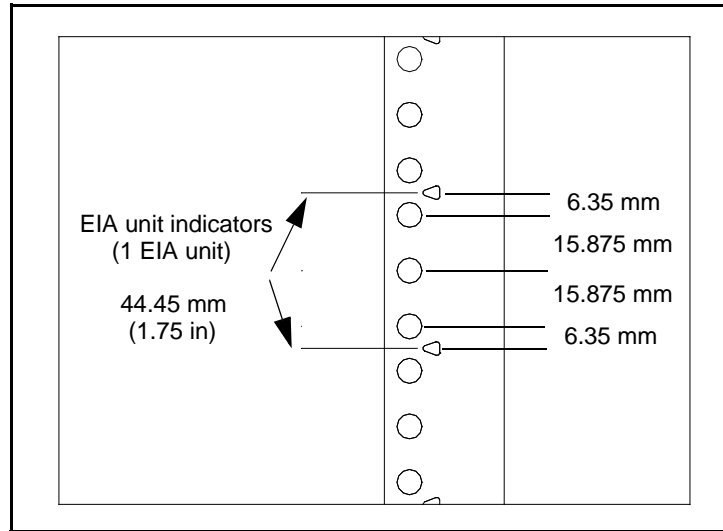 EIA unit indicators
(1 EIA unit)
44.45 mm
(1.75 in)
6.35 mm
15.875 mm
15.875 mm
6.35 mm